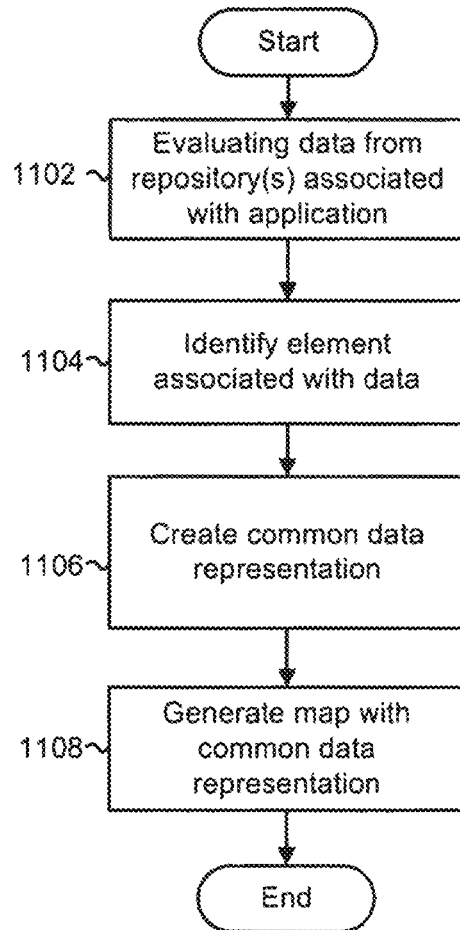 Start
1102
Evaluating data from
repository(s) associated
with application
1104
Identify element
associated with data
1106
Create common data
representation
1108
Generate map with
common data
representation
End